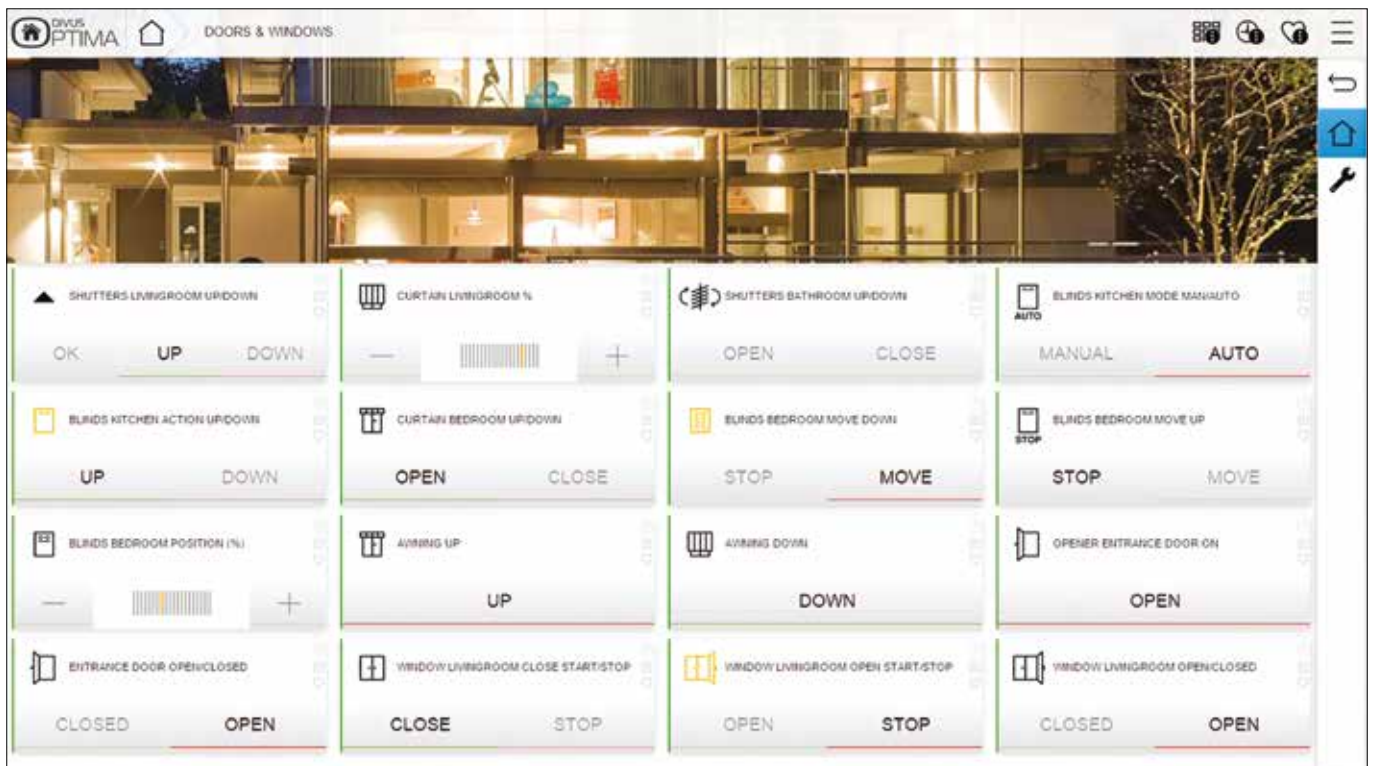 DIVUS
OPTIMA
DOORS & WINDOWS
SHUTTERS LIVINGROOM UP/DOWN
OK UP DOWN
CURTAIN LIVINGROOM %
— +
SHUTTERS BATHROOM UP/DOWN
OPEN CLOSE
AUTO
BLINDS KITCHEN MODE MAN/AUTO
MANUAL AUTO
BLINDS KITCHEN ACTION UP/DOWN
UP DOWN
CURTAIN BEDROOM UP/DOWN
OPEN CLOSE
BLINDS BEDROOM MOVE DOWN
STOP MOVE
STOP
BLINDS BEDROOM MOVE UP
STOP MOVE
BLINDS BEDROOM POSITION (%)
— +
AWNING UP
UP
AWNING DOWN
DOWN
OPENER ENTRANCE DOOR ON
OPEN
ENTRANCE DOOR OPEN/CLOSED
CLOSED OPEN
WINDOW LIVINGROOM CLOSE START/STOP
CLOSE STOP
WINDOW LIVINGROOM OPEN START/STOP
OPEN STOP
WINDOW LIVINGROOM OPEN/CLOSED
CLOSED OPEN